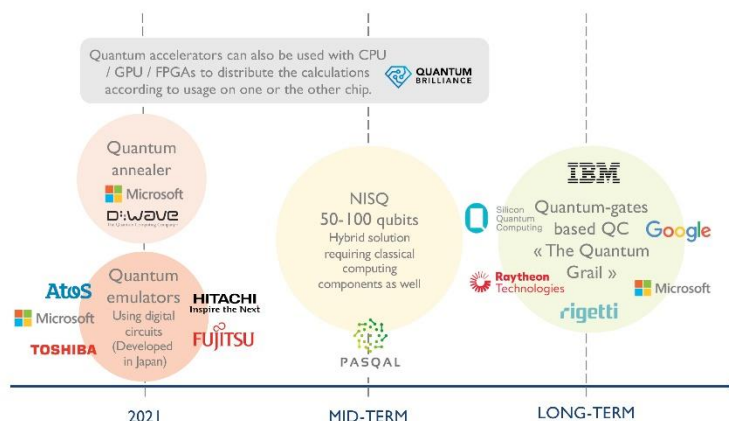 Quantum accelerators can also be used with CPU
/ GPU / FPGAs to distribute the calculations
according to usage on one or the other chip.
QUANTUM
BRILLIANCE
Quantum
annealer
Microsoft
D:wave
The Quantum Computing Company
Quantum
emulators
Using digital
circuits
(Developed
in Japan)
Atos
Microsoft
TOSHIBA
HITACHI
Inspire the Next
FUJITSU
NISQ
50-100 qubits
Hybrid solution
requiring classical
computing
components as well
PASQAL
IBM
Silicon
Quantum
Computing
Quantum-gates
based QC
« The Quantum
Grail »
Google
Raytheon
Technologies
Microsoft
rigetti
2021
MID-TERM
LONG-TERM